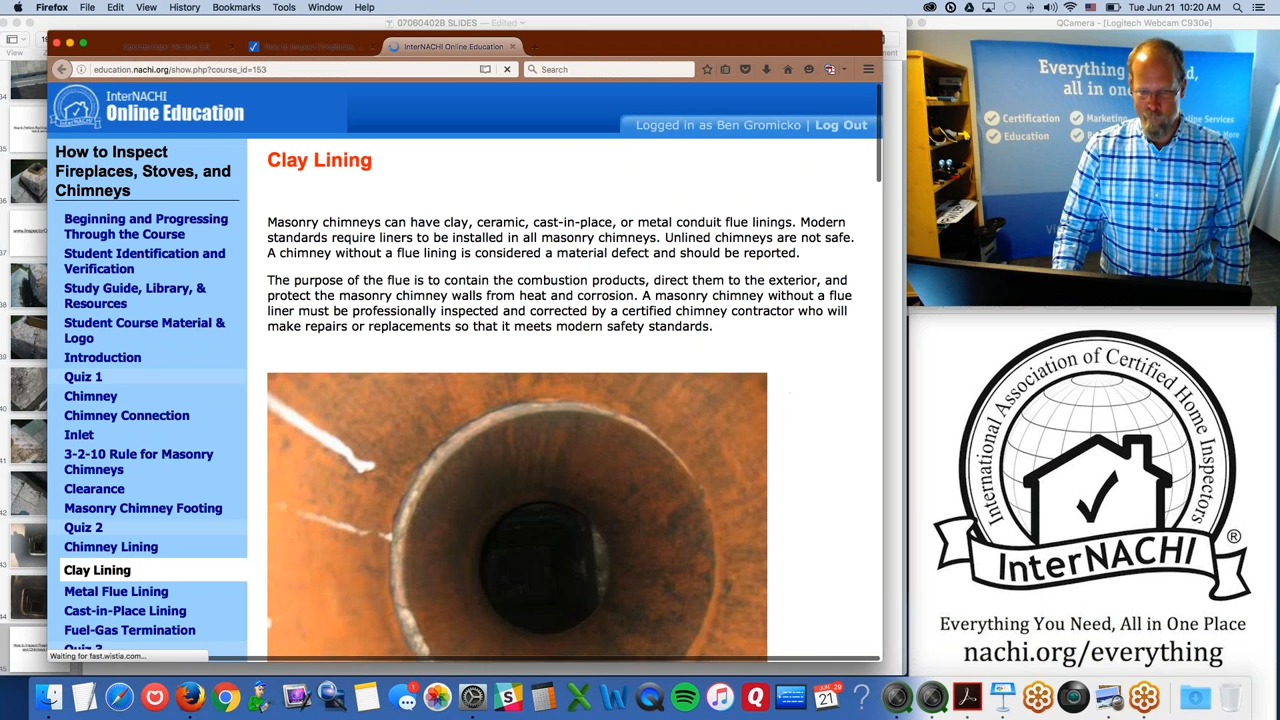 Firefox File Edit View History Bookmarks Tools Window Help
Tue Jun 21 10:20 AM
07060402B SLIDES — Edited
QCamera - [Logitech Webcam C930e]
View
InterNACHI Online Education
education.nachi.org/show.php?course_id=153
Search
InterNACHI
Online Education
Logged in as Ben Gromicko | Log Out
How to Inspect
Fireplaces, Stoves, and
Chimneys
Beginning and Progressing
Through the Course
Student Identification and
Verification
Study Guide, Library, &
Resources
Student Course Material &
Logo
Introduction
Quiz 1
Chimney
Chimney Connection
Inlet
3-2-10 Rule for Masonry
Chimneys
Clearance
Masonry Chimney Footing
Quiz 2
Chimney Lining
Clay Lining
Metal Flue Lining
Cast-in-Place Lining
Fuel-Gas Termination
Quiz 3
Waiting for fast.wistia.com...
Clay Lining
Masonry chimneys can have clay, ceramic, cast-in-place, or metal conduit flue linings. Modern
standards require liners to be installed in all masonry chimneys. Unlined chimneys are not safe.
A chimney without a flue lining is considered a material defect and should be reported.
The purpose of the flue is to contain the combustion products, direct them to the exterior, and
protect the masonry chimney walls from heat and corrosion. A masonry chimney without a flue
liner must be professionally inspected and corrected by a certified chimney contractor who will
make repairs or replacements so that it meets modern safety standards.
Everything
all in one
Certification
Education
Marketing
International Association of Certified Home Inspectors
InterNACHI
®
Everything You Need, All in One Place
nachi.org/everything